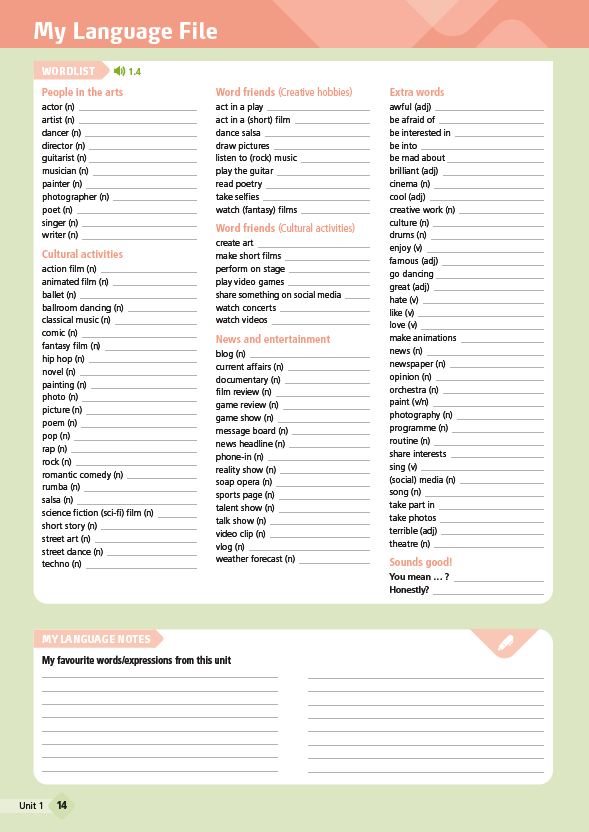 My Language File
WORDLIST 1.4
People in the arts
actor (n)
artist (n)
dancer (n)
director (n)
guitarist (n)
musician (n)
painter (n)
photographer (n)
poet (n)
singer (n)
writer (n)
Cultural activities
action film (n)
animated film (n)
ballet (n)
ballroom dancing (n)
classical music (n)
comic (n)
fantasy film (n)
hip hop (n)
novel (n)
painting (n)
photo (n)
picture (n)
poem (n)
pop (n)
rap (n)
rock (n)
romantic comedy (n)
rumba (n)
salsa (n)
science fiction (sci-fi) film (n)
short story (n)
street art (n)
street dance (n)
techno (n)
Word friends (Creative hobbies)
act in a play
act in a (short) film
dance salsa
draw pictures
listen to (rock) music
play the guitar
read poetry
take selfies
watch (fantasy) films
Word friends (Cultural activities)
create art
make short films
perform on stage
play video games
share something on social media
watch concerts
watch videos
News and entertainment
blog (n)
current affairs (n)
documentary (n)
film review (n)
game review (n)
game show (n)
message board (n)
news headline (n)
phone-in (n)
reality show (n)
soap opera (n)
sports page (n)
talent show (n)
talk show (n)
video clip (n)
vlog (n)
weather forecast (n)
Extra words
awful (adj)
be afraid of
be interested in
be into
be mad about
brilliant (adj)
cinema (n)
cool (adj)
creative work (n)
culture (n)
drums (n)
enjoy (v)
famous (adj)
go dancing
great (adj)
hate (v)
like (v)
love (v)
make animations
news (n)
newspaper (n)
opinion (n)
orchestra (n)
paint (v/n)
photography (n)
programme (n)
routine (n)
share interests
sing (v)
(social) media (n)
song (n)
take part in
take photos
terrible (adj)
theatre (n)
Sounds good!
You mean … ?
Honestly?
MY LANGUAGE NOTES
My favourite words/expressions from this unit
Unit 1 14